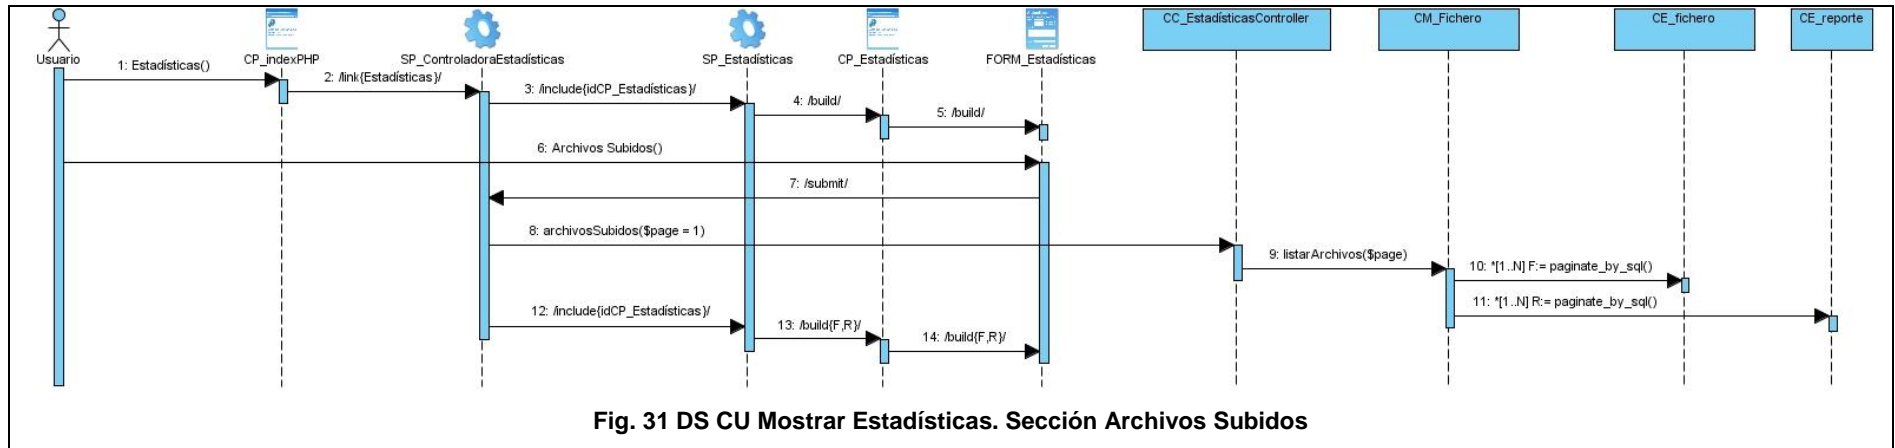 Usuario
CP_indexPHP
SP_ControladoraEstadísticas
SP_Estadísticas
CP_Estadísticas
FORM_Estadísticas
CC_EstadísticasController
CM_Fichero
CE_fichero
CE_reporte
1: Estadísticas()
2: /link{Estadísticas}/
3: /include{idCP_Estadísticas}/
4: /build/
5: /build/
6: Archivos Subidos()
7: /submit/
8: archivosSubidos($page = 1)
9: listarArchivos($page)
10: *[1..N] F:= paginate_by_sql()
11: *[1..N] R:= paginate_by_sql()
12: /include{idCP_Estadísticas}/
13: /build{F,R}/
14: /build{F,R}/
Fig. 31 DS CU Mostrar Estadísticas. Sección Archivos Subidos